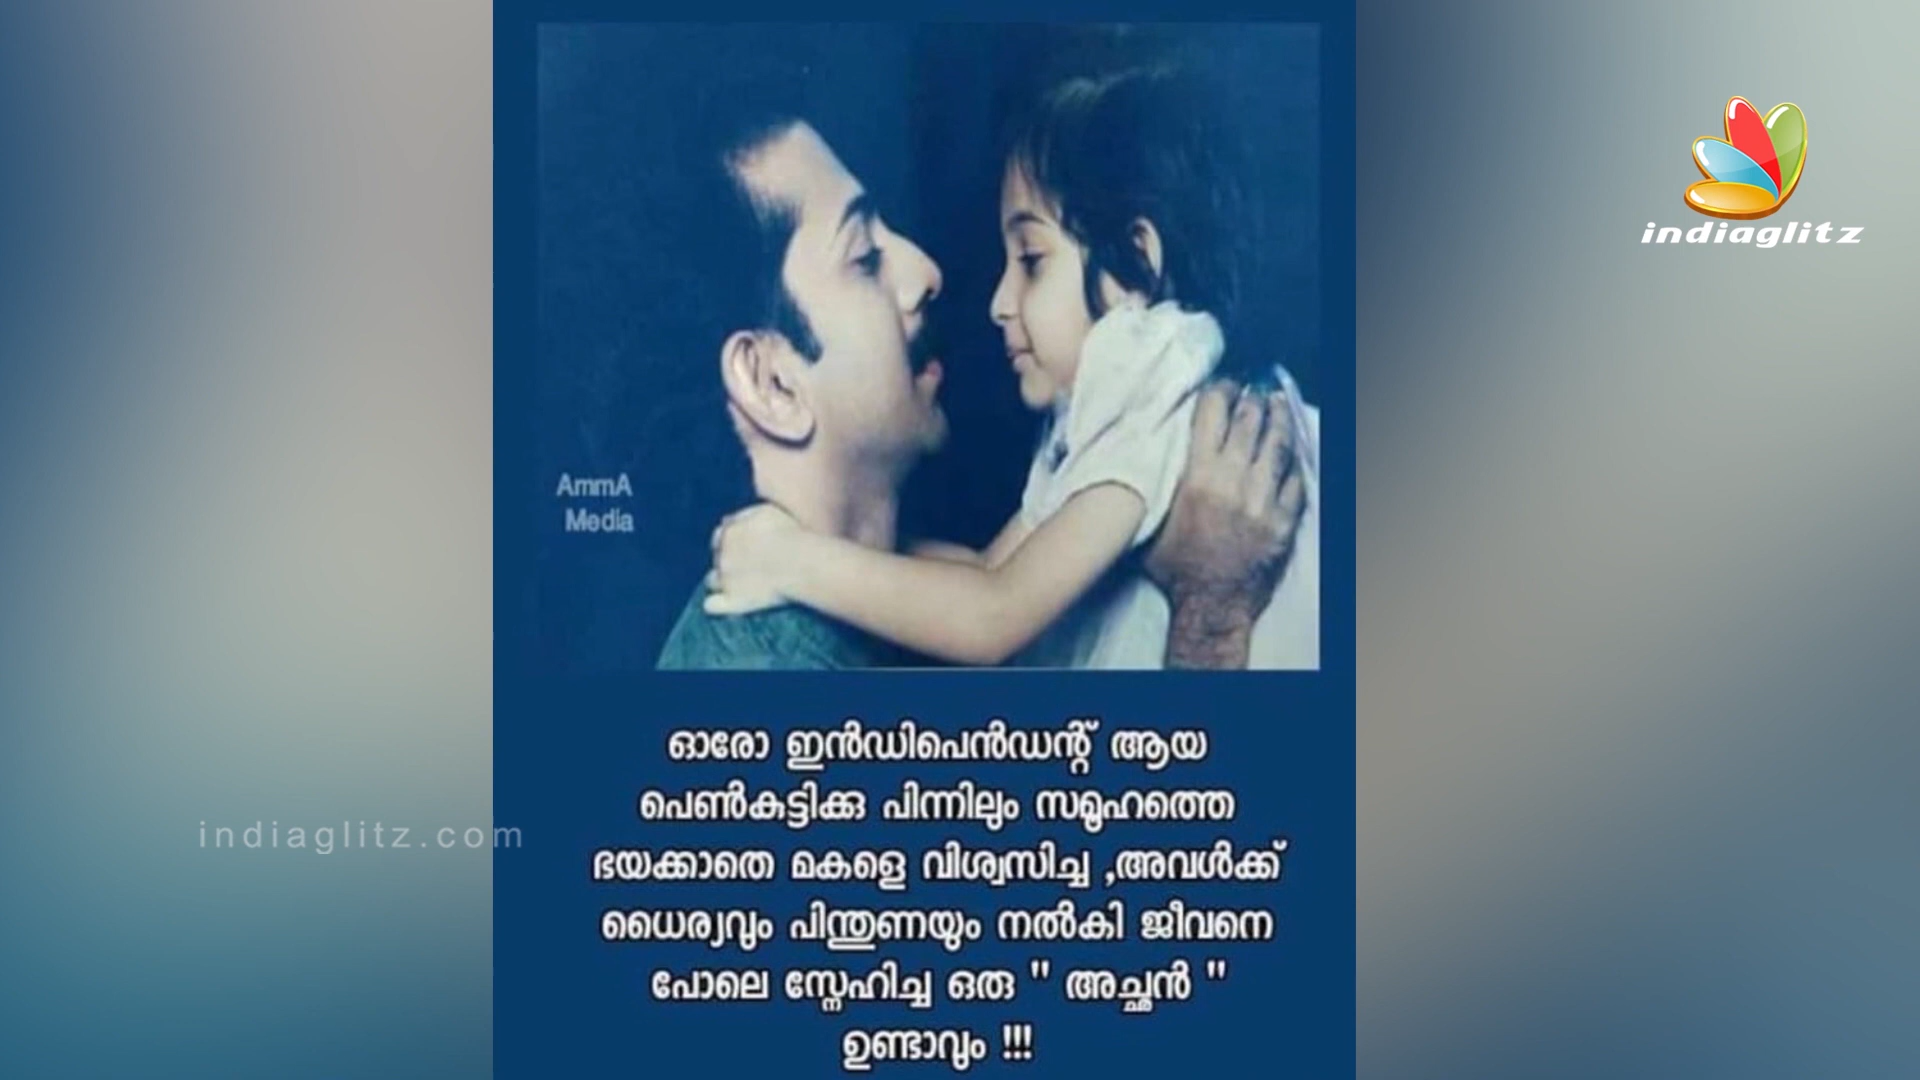 indiaglitz
AmmA
Media
ഓരോ ഇൻഡിപെൻഡന്റ് ആയ
പെൺകുട്ടിക്കു പിന്നിലും സമൂഹത്തെ
ഭയക്കാതെ മകളെ വിശ്വസിച്ച ,അവൾക്ക്
ധൈര്യവും പിന്തുണയും നൽകി ജീവനെ
പോലെ സ്നേഹിച്ച ഒരു " അച്ഛൻ "
ഉണ്ടാവും !!!
indiaglitz.com